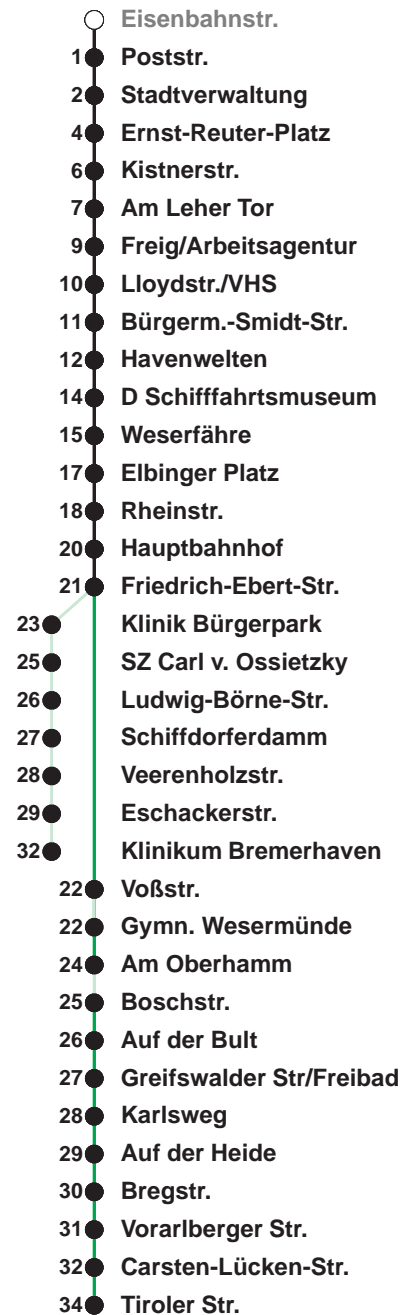 Eisenbahnstr.
1 Poststr.
2 Stadtverwaltung
4 Ernst-Reuter-Platz
6 Kistnerstr.
7 Am Leher Tor
9 Freig/Arbeitsagentur
10 Lloydstr./VHS
11 Bürgerm.-Smidt-Str.
12 Havenwelten
14 D Schifffahrtsmuseum
15 Weserfähre
17 Elbinger Platz
18 Rheinstr.
20 Hauptbahnhof
21 Friedrich-Ebert-Str.
23 Klinik Bürgerpark
25 SZ Carl v. Ossietzky
26 Ludwig-Börne-Str.
27 Schiffdorferdamm
28 Veerenholzstr.
29 Eschackerstr.
32 Klinikum Bremerhaven
22 Voßstr.
22 Gymn. Wesermünde
24 Am Oberhamm
25 Boschstr.
26 Auf der Bult
27 Greifswalder Str/Freibad
28 Karlsweg
29 Auf der Heide
30 Bregstr.
31 Vorarlberger Str.
32 Carsten-Lücken-Str.
34 Tiroler Str.